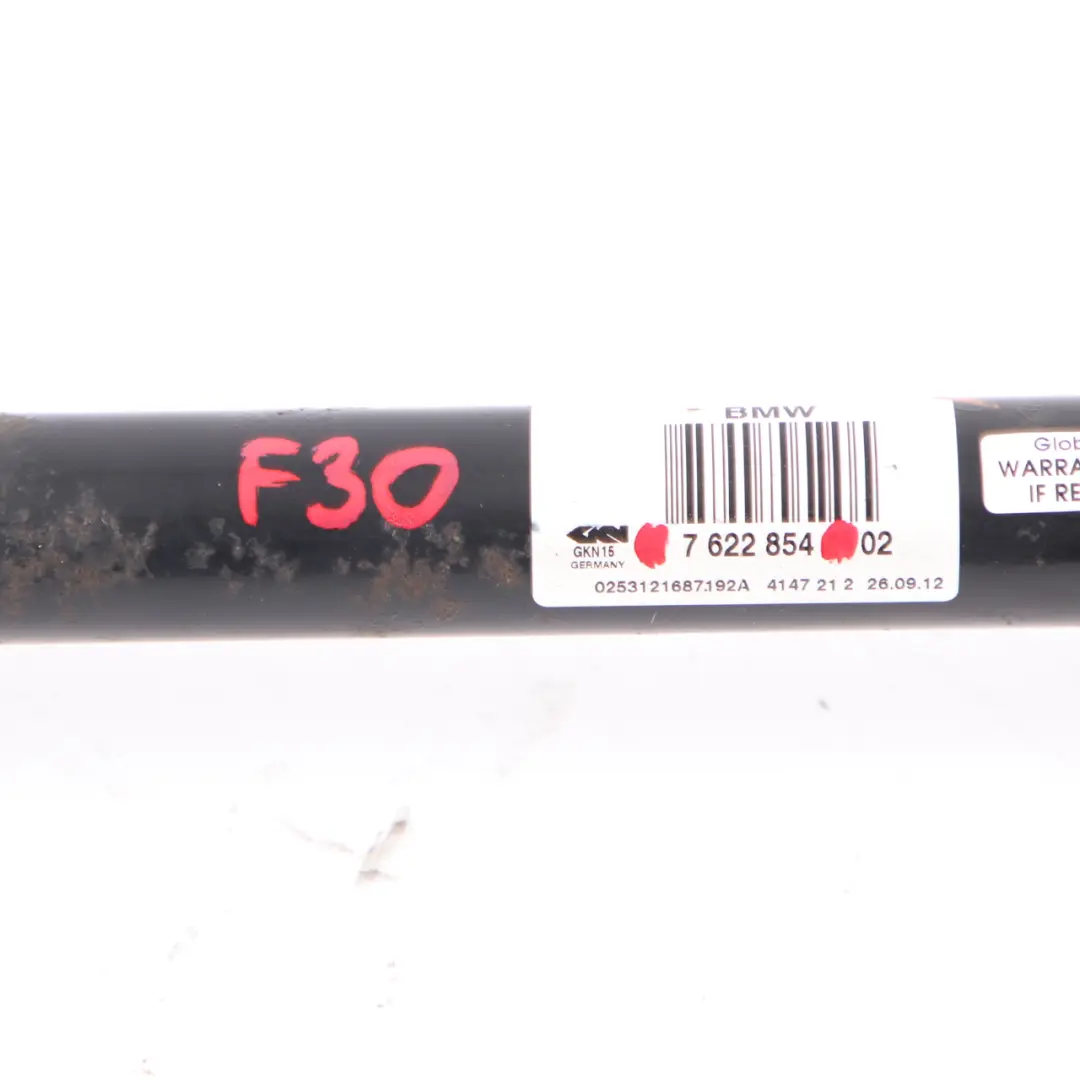 F30
BMW
GKN
GKN15
GERMANY
7 622 854 02
0253121687.192A 4147 21 2 26.09.12
Glob
WARRA
IF RE